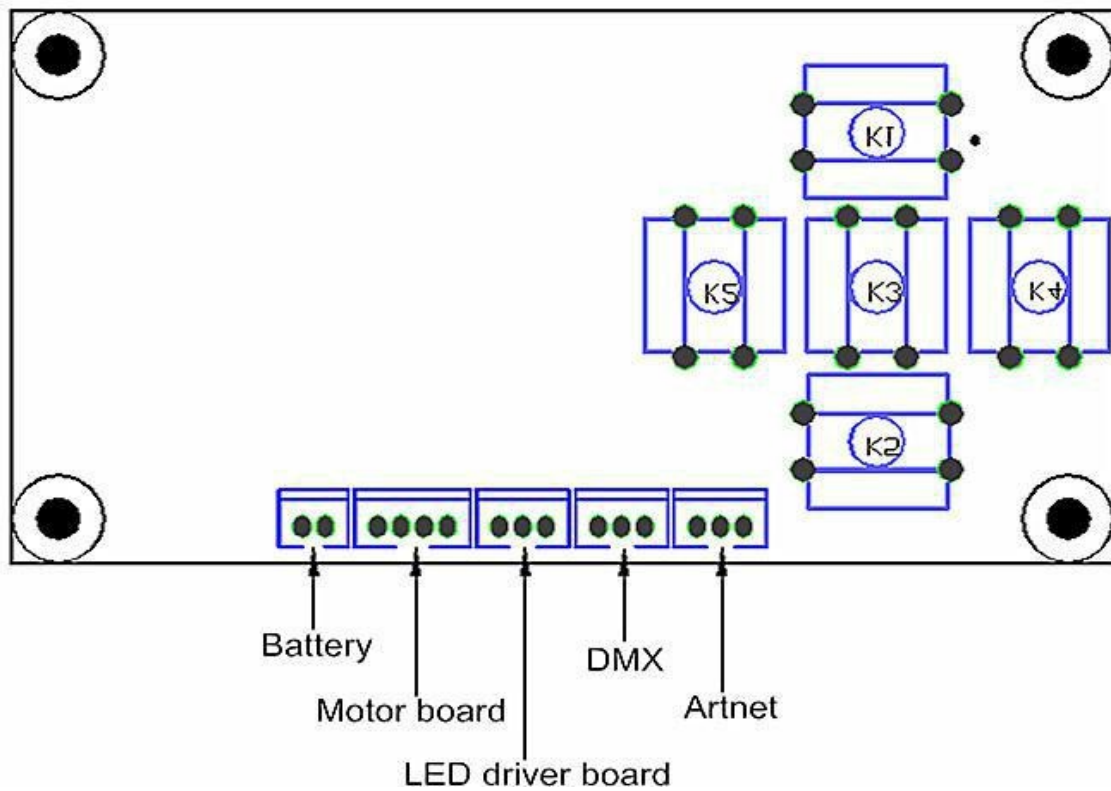 K1
K5
K3
K4
K2
Battery
DMX
Motor board
Artnet
LED driver board